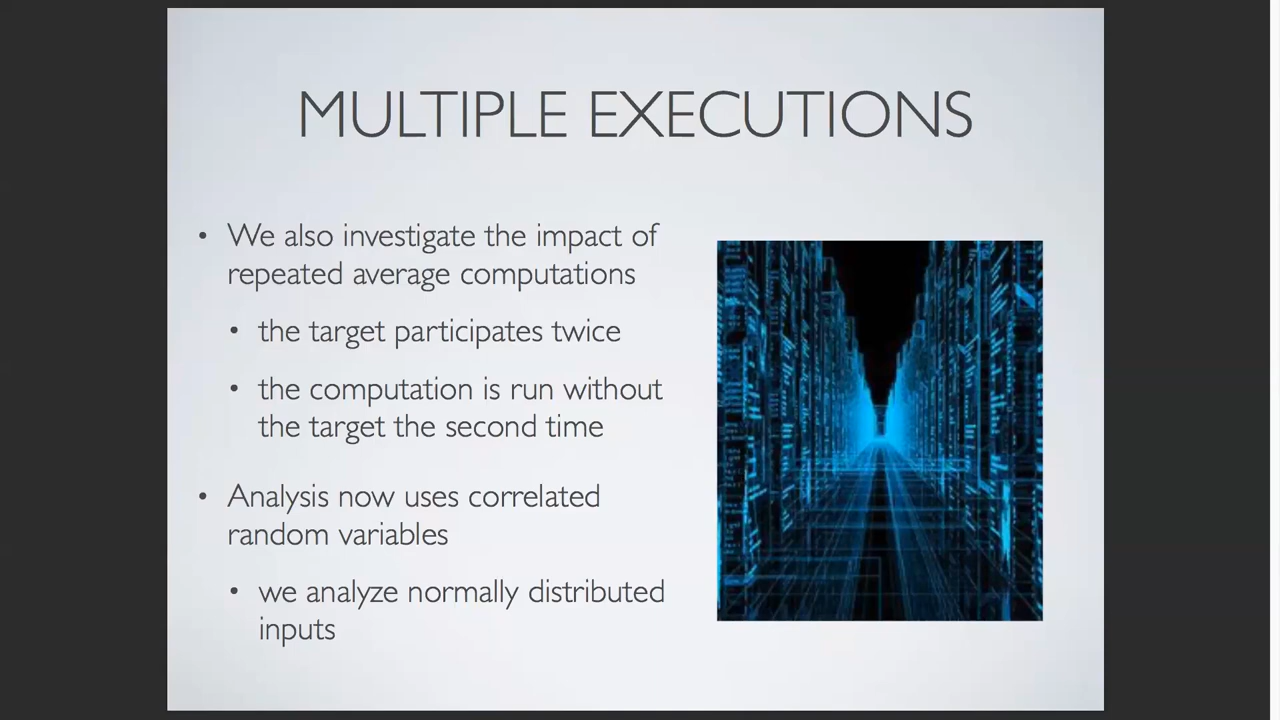 MULTIPLE EXECUTIONS
• We also investigate the impact of
repeated average computations
• the target participates twice
• the computation is run without
the target the second time
• Analysis now uses correlated
random variables
• we analyze normally distributed
inputs